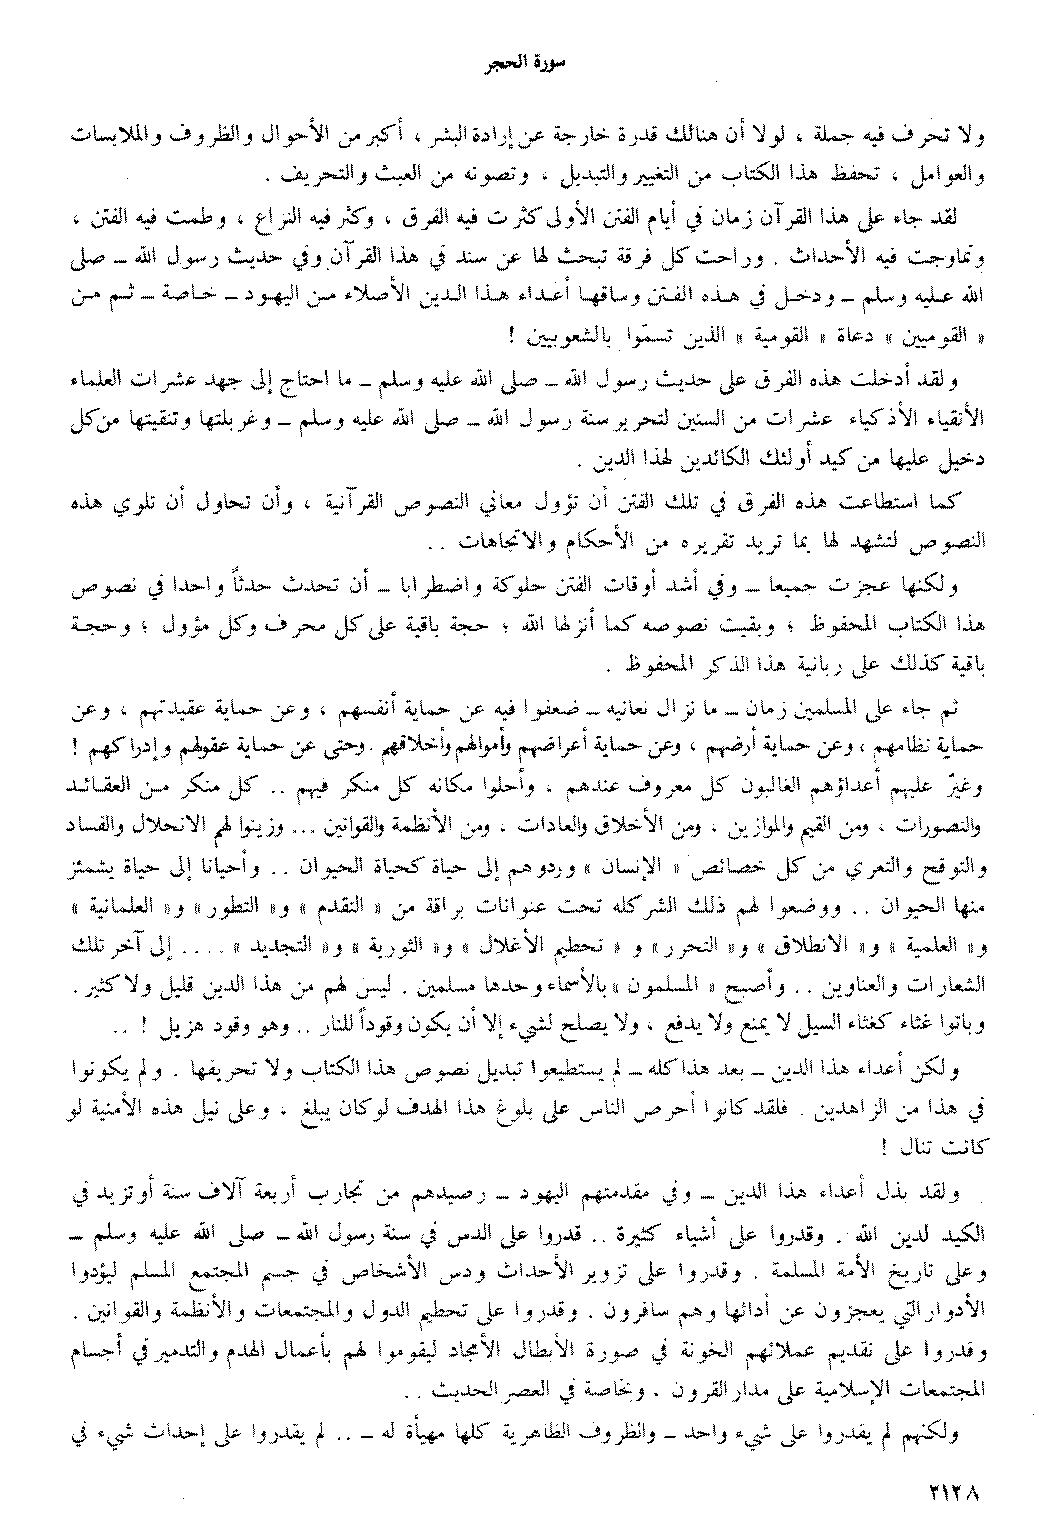 سورة الحجر
ولا تحرف فيه جملة ، لولا أن هنالك قدرة خارجة عن إرادة البشر ، أكبر من الأحوال والظروف والملابسات
والعوامل ، تحفظ هذا الكتاب من التغيير والتبديل ، وتصونه من العبث والتحريف .
لقد جاء على هذا القرآن زمان في أيام الفتن الأولى كثرت فيه الفرق ، وكثر فيه النزاع ، وطمت فيه الفتن ،
وتماوجت فيه الأحداث . وراحت كل فرقة تبحث لها عن سند في هذا القرآن وفي حديث رسول الله – صلى
الله عليه وسلم – ودخل في هذه الفتن وساقها أعداء هذا الدين الأصلاء من اليهود – خاصة – ثم من
« القوميين » دعاة « القومية » الذين تسمّوا بالشعوبيين !
ولقد أدخلت هذه الفرق على حديث رسول الله – صلى الله عليه وسلم – ما احتاج إلى جهد عشرات العلماء
الأتقياء الأذكياء عشرات من السنين لتحرير سنة رسول الله – صلى الله عليه وسلم – وغربلتها وتنقيتها من كل
دخيل عليها من كيد أولئك الكائدين لهذا الدين .
كما استطاعت هذه الفرق في تلك الفتن أن تؤول معاني النصوص القرآنية ، وأن تحاول أن تلوي هذه
النصوص لتشهد لها بما تريد تقريره من الأحكام والاتجاهات ..
ولكنها عجزت جميعا – وفي أشد أوقات الفتن حلوكة واضطرابا – أن تحدث حدثاً واحدا في نصوص
هذا الكتاب المحفوظ ؛ وبقيت نصوصه كما أنزلها الله ؛ حجة باقية على كل محرف وكل مؤول ؛ وحجة
باقية كذلك على ربانية هذا الذكر المحفوظ .
ثم جاء على المسلمين زمان – ما نزال نعانيه – ضعفوا فيه عن حماية أنفسهم ، وعن حماية عقيدتهم ، وعن
حماية نظامهم ، وعن حماية أرضهم ، وعن حماية أعراضهم وأموالهم وأخلاقهم . وحتى عن حماية عقولهم وإدراكهم !
وغيّر عليهم أعداؤهم الغالبون كل معروف عندهم ، وأحلوا مكانه كل منكر فيهم .. كل منكر من العقائد
والتصورات ، ومن القيم والموازين ، ومن الأخلاق والعادات ، ومن الأنظمة والقوانين ... وزينوا لهم الانحلال والفساد
والتوقح والتعري من كل خصائص « الإنسان » وردوهم إلى حياة كحياة الحيوان .. وأحيانا إلى حياة يشمئز
منها الحيوان .. ووضعوا لهم ذلك الشر كله تحت عنوانات براقة من « التقدم » و« التطور » و« العلمانية »
و« العلمية » و« الانطلاق » و« التحرر » و « تحطيم الأغلال » و« الثورية » و« التجديد » .... إلى آخر تلك
الشعارات والعناوين .. وأصبح « المسلمون » بالأسماء وحدها مسلمين . ليس لهم من هذا الدين قليل ولا كثير .
وباتوا غثاء كغثاء السيل لا يمنع ولا يدفع ، ولا يصلح لشيء إلا أن يكون وقوداً للنار .. وهو وقود هزيل ! ..
ولكن أعداء هذا الدين – بعد هذا كله – لم يستطيعوا تبديل نصوص هذا الكتاب ولا تحريفها . ولم يكونوا
في هذا من الزاهدين . فلقد كانوا أحرص الناس على بلوغ هذا الهدف لو كان يبلغ ، وعلى نيل هذه الأمنية لو
كانت تنال !
ولقد بذل أعداء هذا الدين – وفي مقدمتهم اليهود – رصيدهم من تجارب أربعة آلاف سنة أو تزيد في
الكيد لدين الله . وقدروا على أشياء كثيرة .. قدروا على الدس في سنة رسول الله – صلى الله عليه وسلم –
وعلى تاريخ الأمة المسلمة . وقدروا على تزوير الأحداث ودس الأشخاص في جسم المجتمع المسلم ليؤدوا
الأدوار التي يعجزون عن أدائها وهم سافرون . وقدروا على تحطيم الدول والمجتمعات والأنظمة والقوانين .
وقدروا على تقديم عملائهم الخونة في صورة الأبطال الأمجاد ليقوموا لهم بأعمال الهدم والتدمير في أجسام
المجتمعات الإسلامية على مدار القرون . وبخاصة في العصر الحديث ..
ولكنهم لم يقدروا على شيء واحد – والظروف الظاهرية كلها مهيأة له – .. لم يقدروا على إحداث شيء في
٢١٢٨